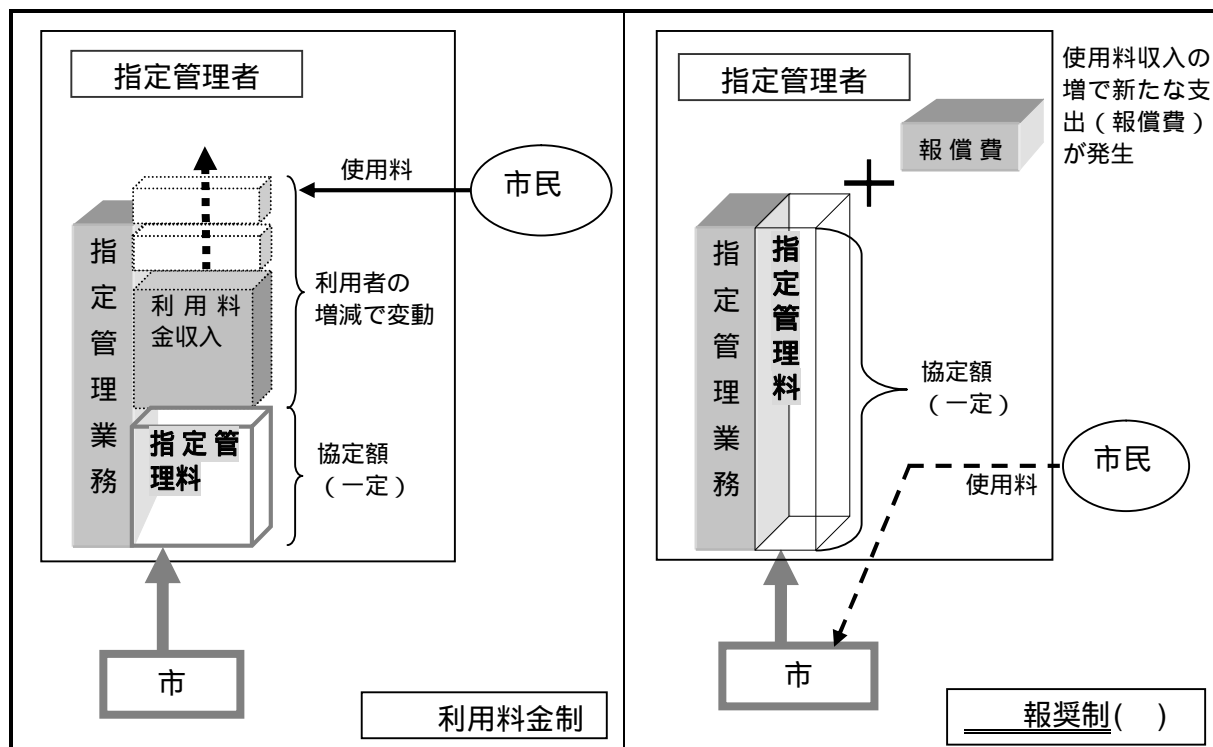 指定管理者
使用料
市民
指定管理業務
利用料
金収入
利用者の
増減で変動
指定管
理料
協定額
(一定)
市
利用料金制
指定管理者
使用料収入の
増で新たな支
出(報償費)
が発生
報償費
+
指定管理業務
指定管理料
協定額
(一定)
市民
使用料
市
報奨制( )